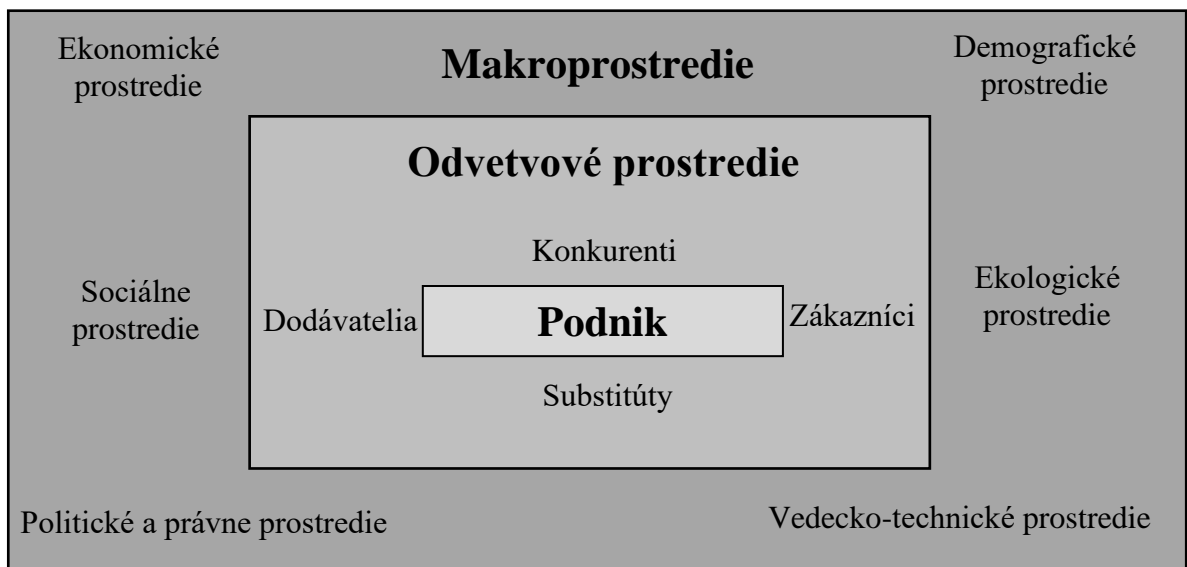 Ekonomické
prostredie
Makroprostredie
Demografické
prostredie
Odvetvové prostredie
Konkurenti
Sociálne
prostredie
Dodávatelia
Podnik
Zákazníci
Ekologické
prostredie
Substitúty
Politické a právne prostredie
Vedecko-technické prostredie